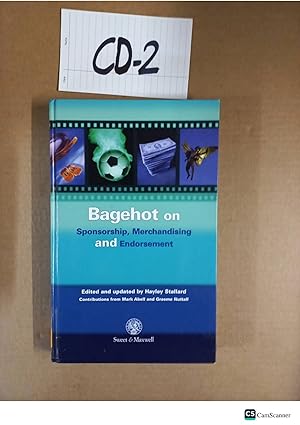 CD-2
Bagehot on
Sponsorship, Merchandising
and Endorsement
Edited and updated by Hayley Stallard
Contributions from Mark Abell and Graeme Nuttall
Sweet & Maxwell
CS CamScanner